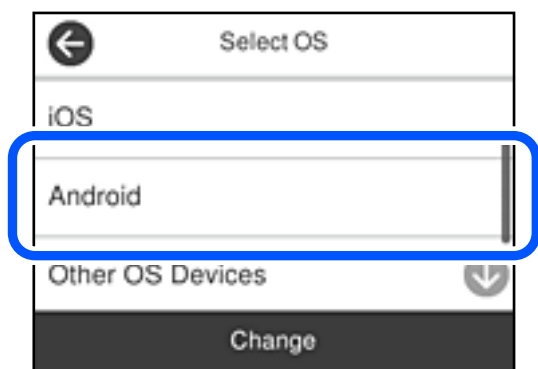 Select OS
iOS
Android
Other OS Devices
Change